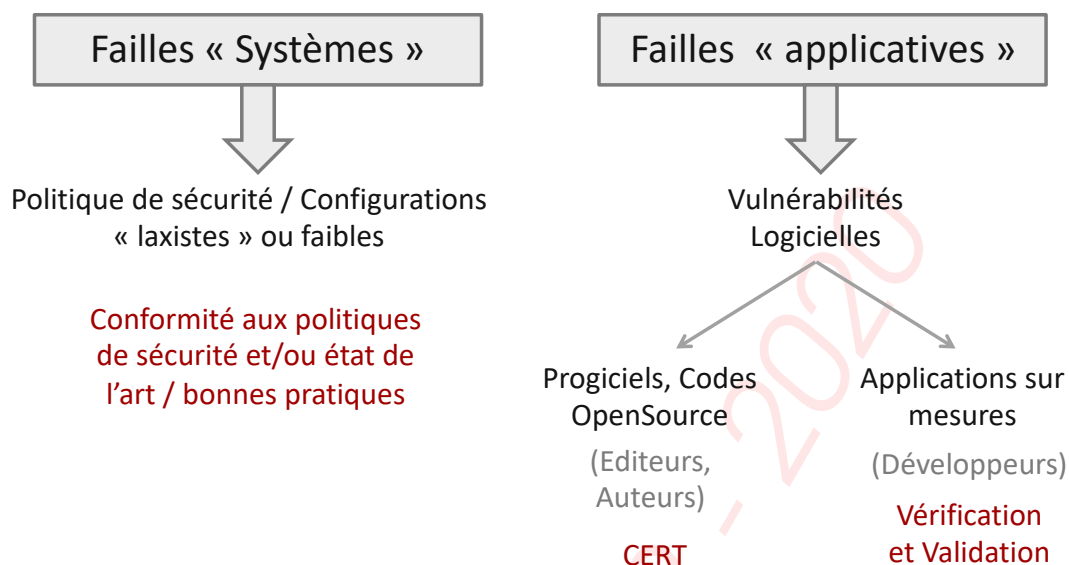 Failles « Systèmes »
Politique de sécurité / Configurations
« laxistes » ou faibles
Conformité aux politiques
de sécurité et/ou état de
l’art / bonnes pratiques
Failles « applicatives »
Vulnérabilités
Logicielles
Progiciels, Codes
OpenSource
(Editeurs,
Auteurs)
CERT
Applications sur
mesures
(Développeurs)
Vérification
et Validation
- 2020